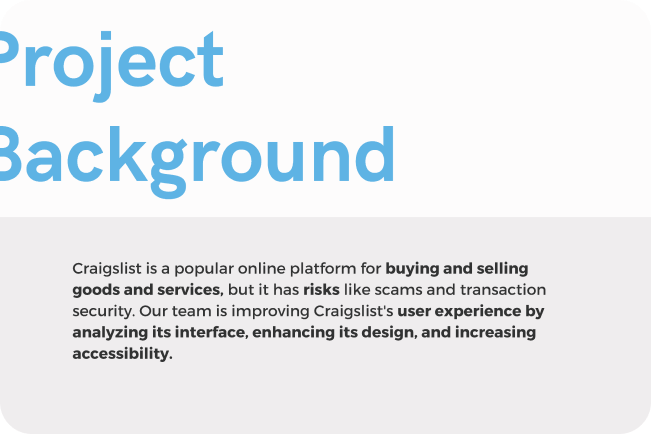 Project
Background
Craigslist is a popular online platform for buying and selling
goods and services, but it has risks like scams and transaction
security. Our team is improving Craigslist's user experience by
analyzing its interface, enhancing its design, and increasing
accessibility.